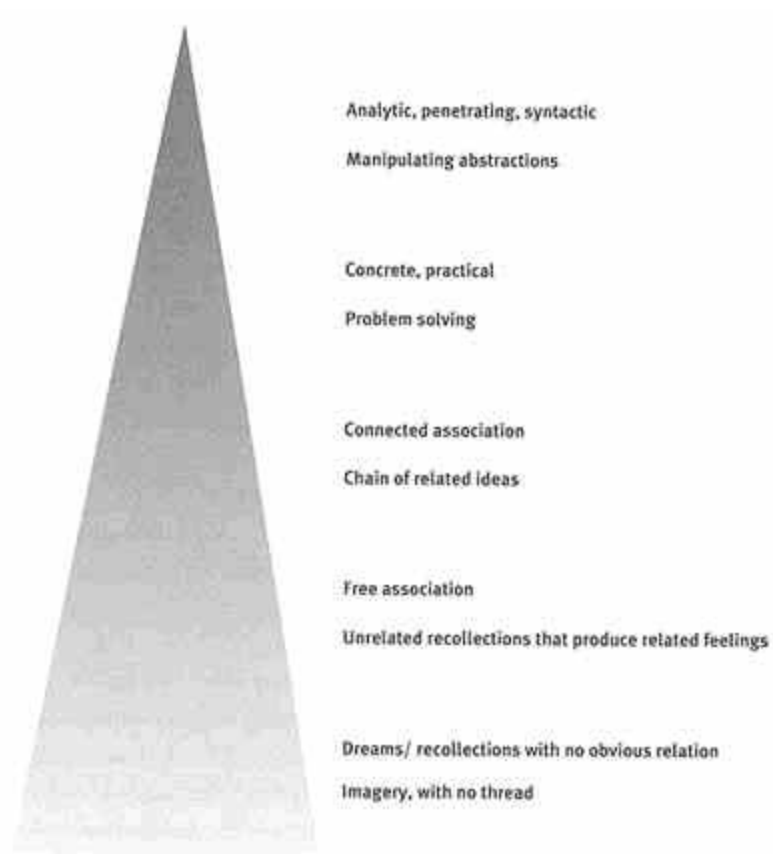 Analytic, penetrating, syntactic
Manipulating abstractions
Concrete, practical
Problem solving
Connected association
Chain of related ideas
Free association
Unrelated recollections that produce related feelings
Dreams/ recollections with no obvious relation
Imagery, with no thread